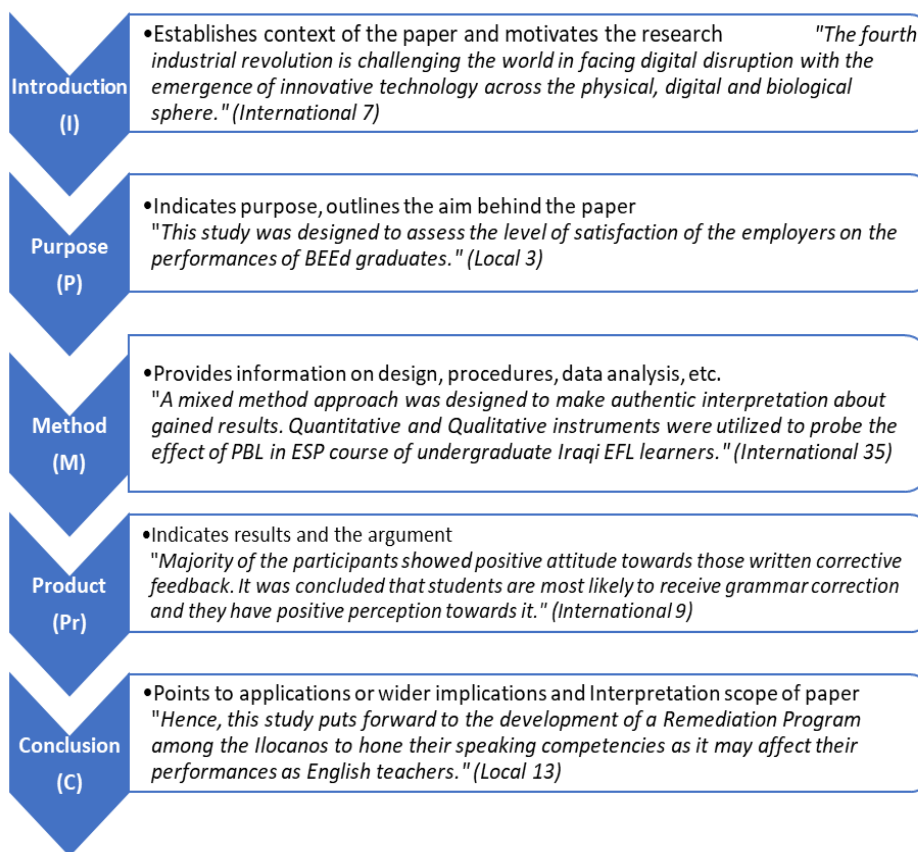 Introduction
(I)
•Establishes context of the paper and motivates the research "The fourth
industrial revolution is challenging the world in facing digital disruption with the
emergence of innovative technology across the physical, digital and biological
sphere." (International 7)
Purpose
(P)
•Indicates purpose, outlines the aim behind the paper
"This study was designed to assess the level of satisfaction of the employers on the
performances of BEEd graduates." (Local 3)
Method
(M)
•Provides information on design, procedures, data analysis, etc.
"A mixed method approach was designed to make authentic interpretation about
gained results. Quantitative and Qualitative instruments were utilized to probe the
effect of PBL in ESP course of undergraduate Iraqi EFL learners." (International 35)
Product
(Pr)
•Indicates results and the argument
"Majority of the participants showed positive attitude towards those written corrective
feedback. It was concluded that students are most likely to receive grammar correction
and they have positive perception towards it." (International 9)
Conclusion
(C)
•Points to applications or wider implications and Interpretation scope of paper
"Hence, this study puts forward to the development of a Remediation Program
among the Ilocanos to hone their speaking competencies as it may affect their
performances as English teachers." (Local 13)